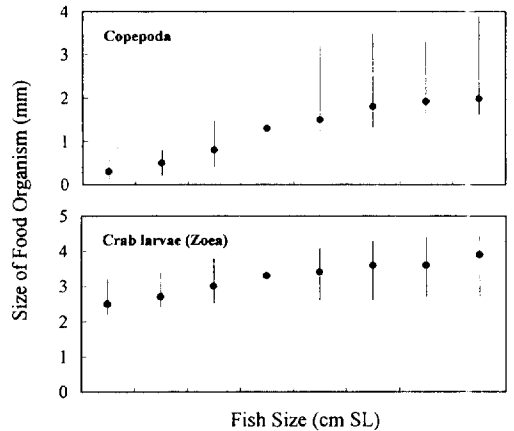 Size of Food Organism (mm)
4
Copepoda
3
2
1
0
5
Crab larvae (Zoea)
4
3
2
1
0
Fish Size (cm SL)